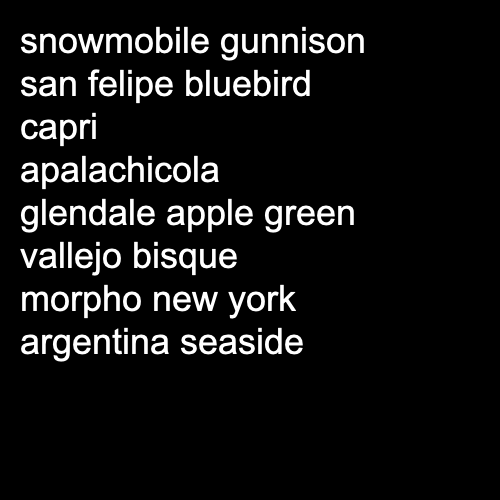 snowmobile gunnison
san felipe bluebird
capri
apalachicola
glendale apple green
vallejo bisque
morpho new york
argentina seaside